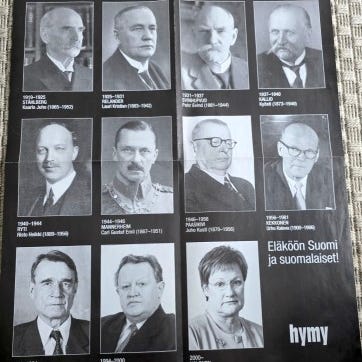 1919–1925
STÅHLBERG
Kaarlo Juho (1865–1952)
1925–1931
RELANDER
Lauri Kristian (1883–1942)
1931–1937
SVINHUFVUD
Pehr Evind (1861–1944)
1937–1940
KALLIO
Kyösti (1873–1940)
1940–1944
RYTI
Risto Heikki (1889–1956)
1944–1946
MANNERHEIM
Carl Gustaf Emil (1867–1951)
1946–1956
PAASIKIVI
Juho Kusti (1870–1956)
1956–1981
KEKKONEN
Urho Kaleva (1900–1986)
Eläköön Suomi
ja suomalaiset!
hymy
1994–2000
2000–